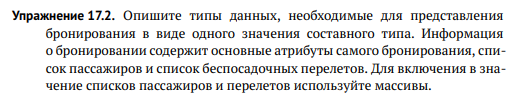 Упражнение 17.2. Опишите типы данных, необходимые для представления
бронирования в виде одного значения составного типа. Информация
о бронировании содержит основные атрибуты самого бронирования, спи-
сок пассажиров и список беспосадочных перелетов. Для включения в зна-
чение списков пассажиров и перелетов используйте массивы.